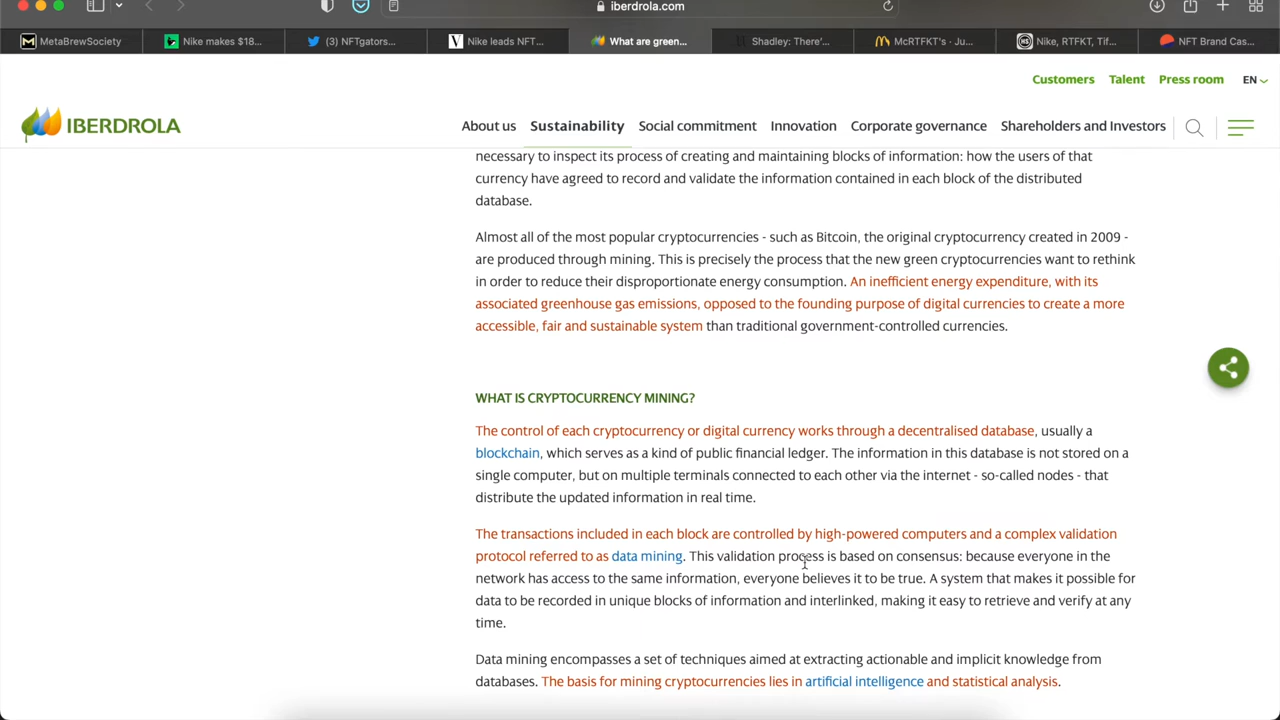 iberdrola.com
MetaBrewSociety
Nike makes $18...
(3) NFTgators...
Nike leads NFT...
What are green...
Shadley: There'...
McRTFKT's · Ju...
Nike, RTFKT, Tif...
NFT Brand Cas...
Customers Talent Press room EN
IBERDROLA
About us Sustainability Social commitment Innovation Corporate governance Shareholders and Investors
necessary to inspect its process of creating and maintaining blocks of information: how the users of that
currency have agreed to record and validate the information contained in each block of the distributed
database.
Almost all of the most popular cryptocurrencies - such as Bitcoin, the original cryptocurrency created in 2009 -
are produced through mining. This is precisely the process that the new green cryptocurrencies want to rethink
in order to reduce their disproportionate energy consumption. An inefficient energy expenditure, with its
associated greenhouse gas emissions, opposed to the founding purpose of digital currencies to create a more
accessible, fair and sustainable system than traditional government-controlled currencies.
WHAT IS CRYPTOCURRENCY MINING?
The control of each cryptocurrency or digital currency works through a decentralised database, usually a
blockchain, which serves as a kind of public financial ledger. The information in this database is not stored on a
single computer, but on multiple terminals connected to each other via the internet - so-called nodes - that
distribute the updated information in real time.
The transactions included in each block are controlled by high-powered computers and a complex validation
protocol referred to as data mining. This validation process is based on consensus: because everyone in the
network has access to the same information, everyone believes it to be true. A system that makes it possible for
data to be recorded in unique blocks of information and interlinked, making it easy to retrieve and verify at any
time.
Data mining encompasses a set of techniques aimed at extracting actionable and implicit knowledge from
databases. The basis for mining cryptocurrencies lies in artificial intelligence and statistical analysis.